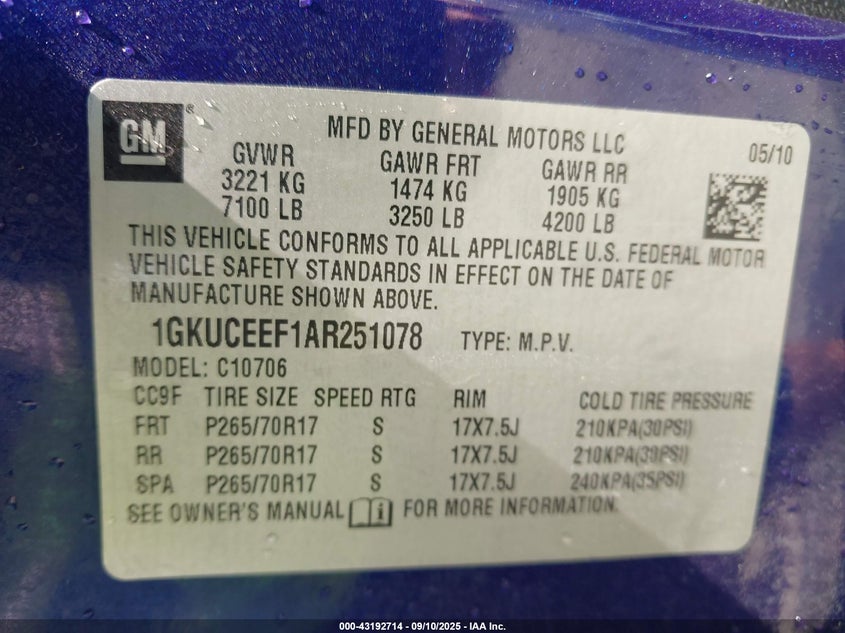 GM ®
MFD BY GENERAL MOTORS LLC
05/10
GVWR GAWR FRT GAWR RR
3221 KG 1474 KG 1905 KG
7100 LB 3250 LB 4200 LB
THIS VEHICLE CONFORMS TO ALL APPLICABLE U.S. FEDERAL MOTOR
VEHICLE SAFETY STANDARDS IN EFFECT ON THE DATE OF
MANUFACTURE SHOWN ABOVE.
1GKUCEEF1AR251078 TYPE: M.P.V.
MODEL: C10706
CC9F TIRE SIZE SPEED RTG RIM COLD TIRE PRESSURE
FRT P265/70R17 S 17X7.5J 210KPA(30PSI)
RR P265/70R17 S 17X7.5J 210KPA(30PSI)
SPA P265/70R17 S 17X7.5J 240KPA(35PSI)
SEE OWNER'S MANUAL i FOR MORE INFORMATION.
000-43192714 - 09/10/2025 - IAA Inc.